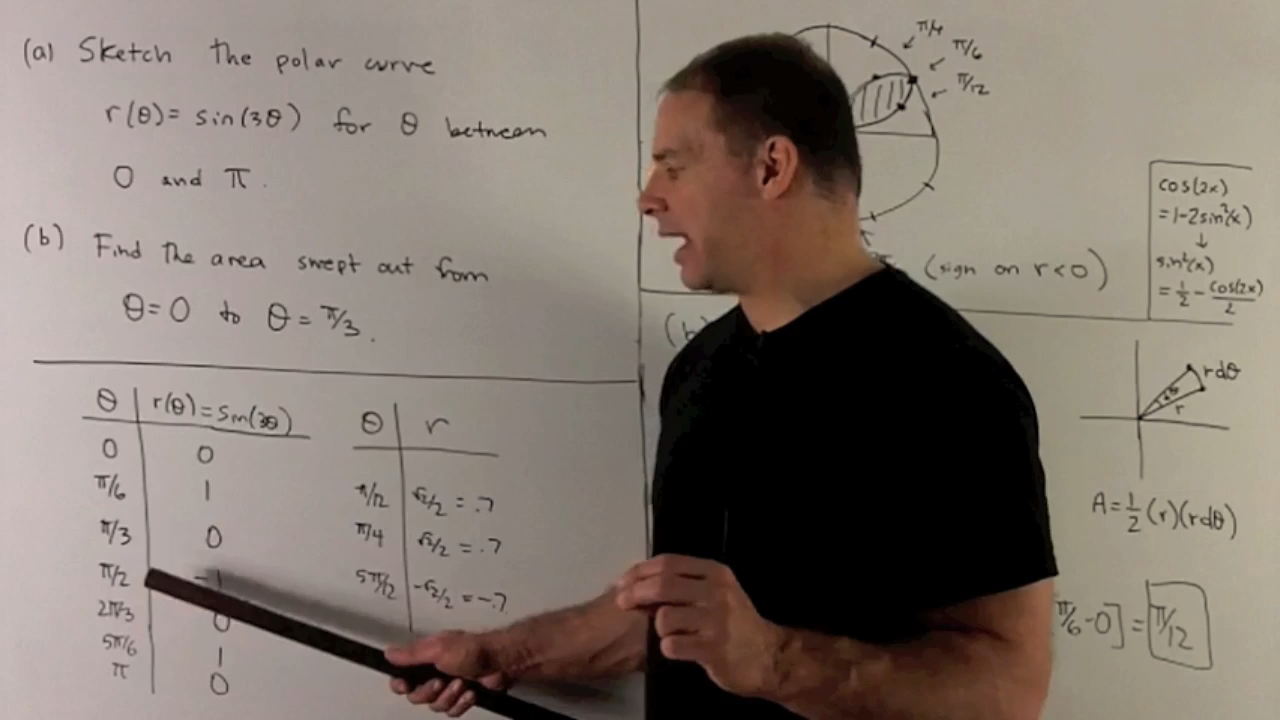 (a) Sketch the polar curve
r(θ) = sin(3θ) for θ between
0 and π.
(b) Find the area swept out from
θ=0 to θ = π/3.
θ r(θ)=sin(3θ)
0 0
π/6 1
π/3 0
π/2 -1
2π/3 0
5π/6 1
π 0
θ r
π/12 √2/2 = .7
π/4 √2/2 = .7
5π/12 -√2/2 = -.7
π/4
π/6
π/12
(sign on r<0)
cos(2x)
=1-2sin²(x)
↓
sin²(x)
=1/2 - cos(2x)/2
(b)
rdθ
dθ
r
A=1/2 (r)(rdθ)
π/6-0] = π/12